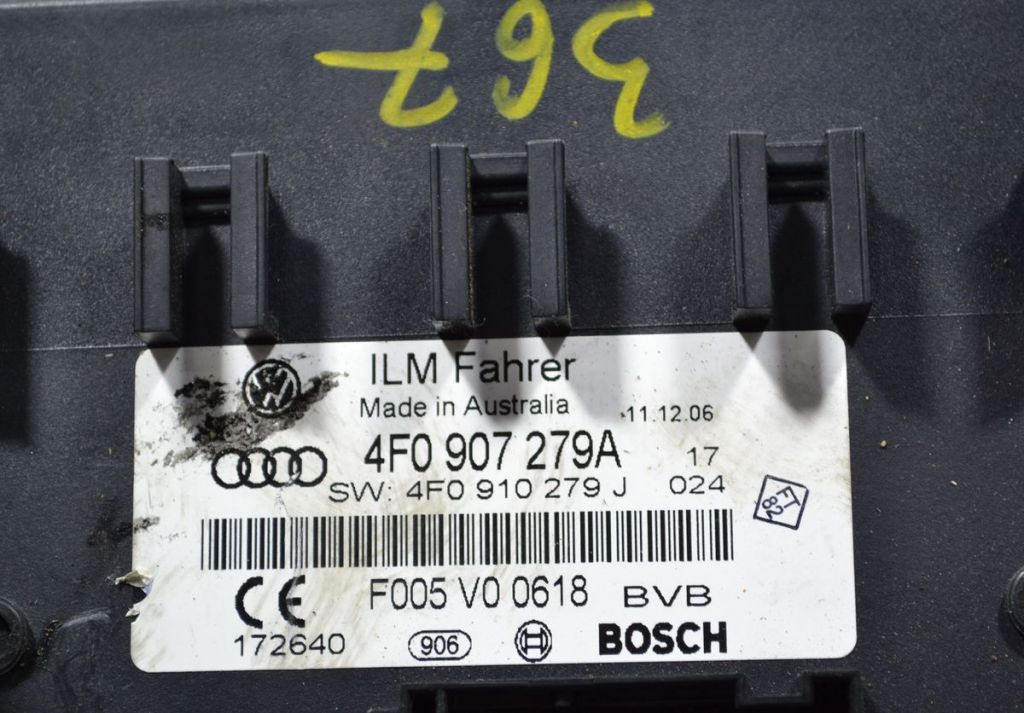 367
ILM Fahrer
Made in Australia 11.12.06
4F0 907 279A 17
SW: 4F0 910 279 J 024
FT
82
CE F005 V0 0618 BVB
172640 906 BOSCH